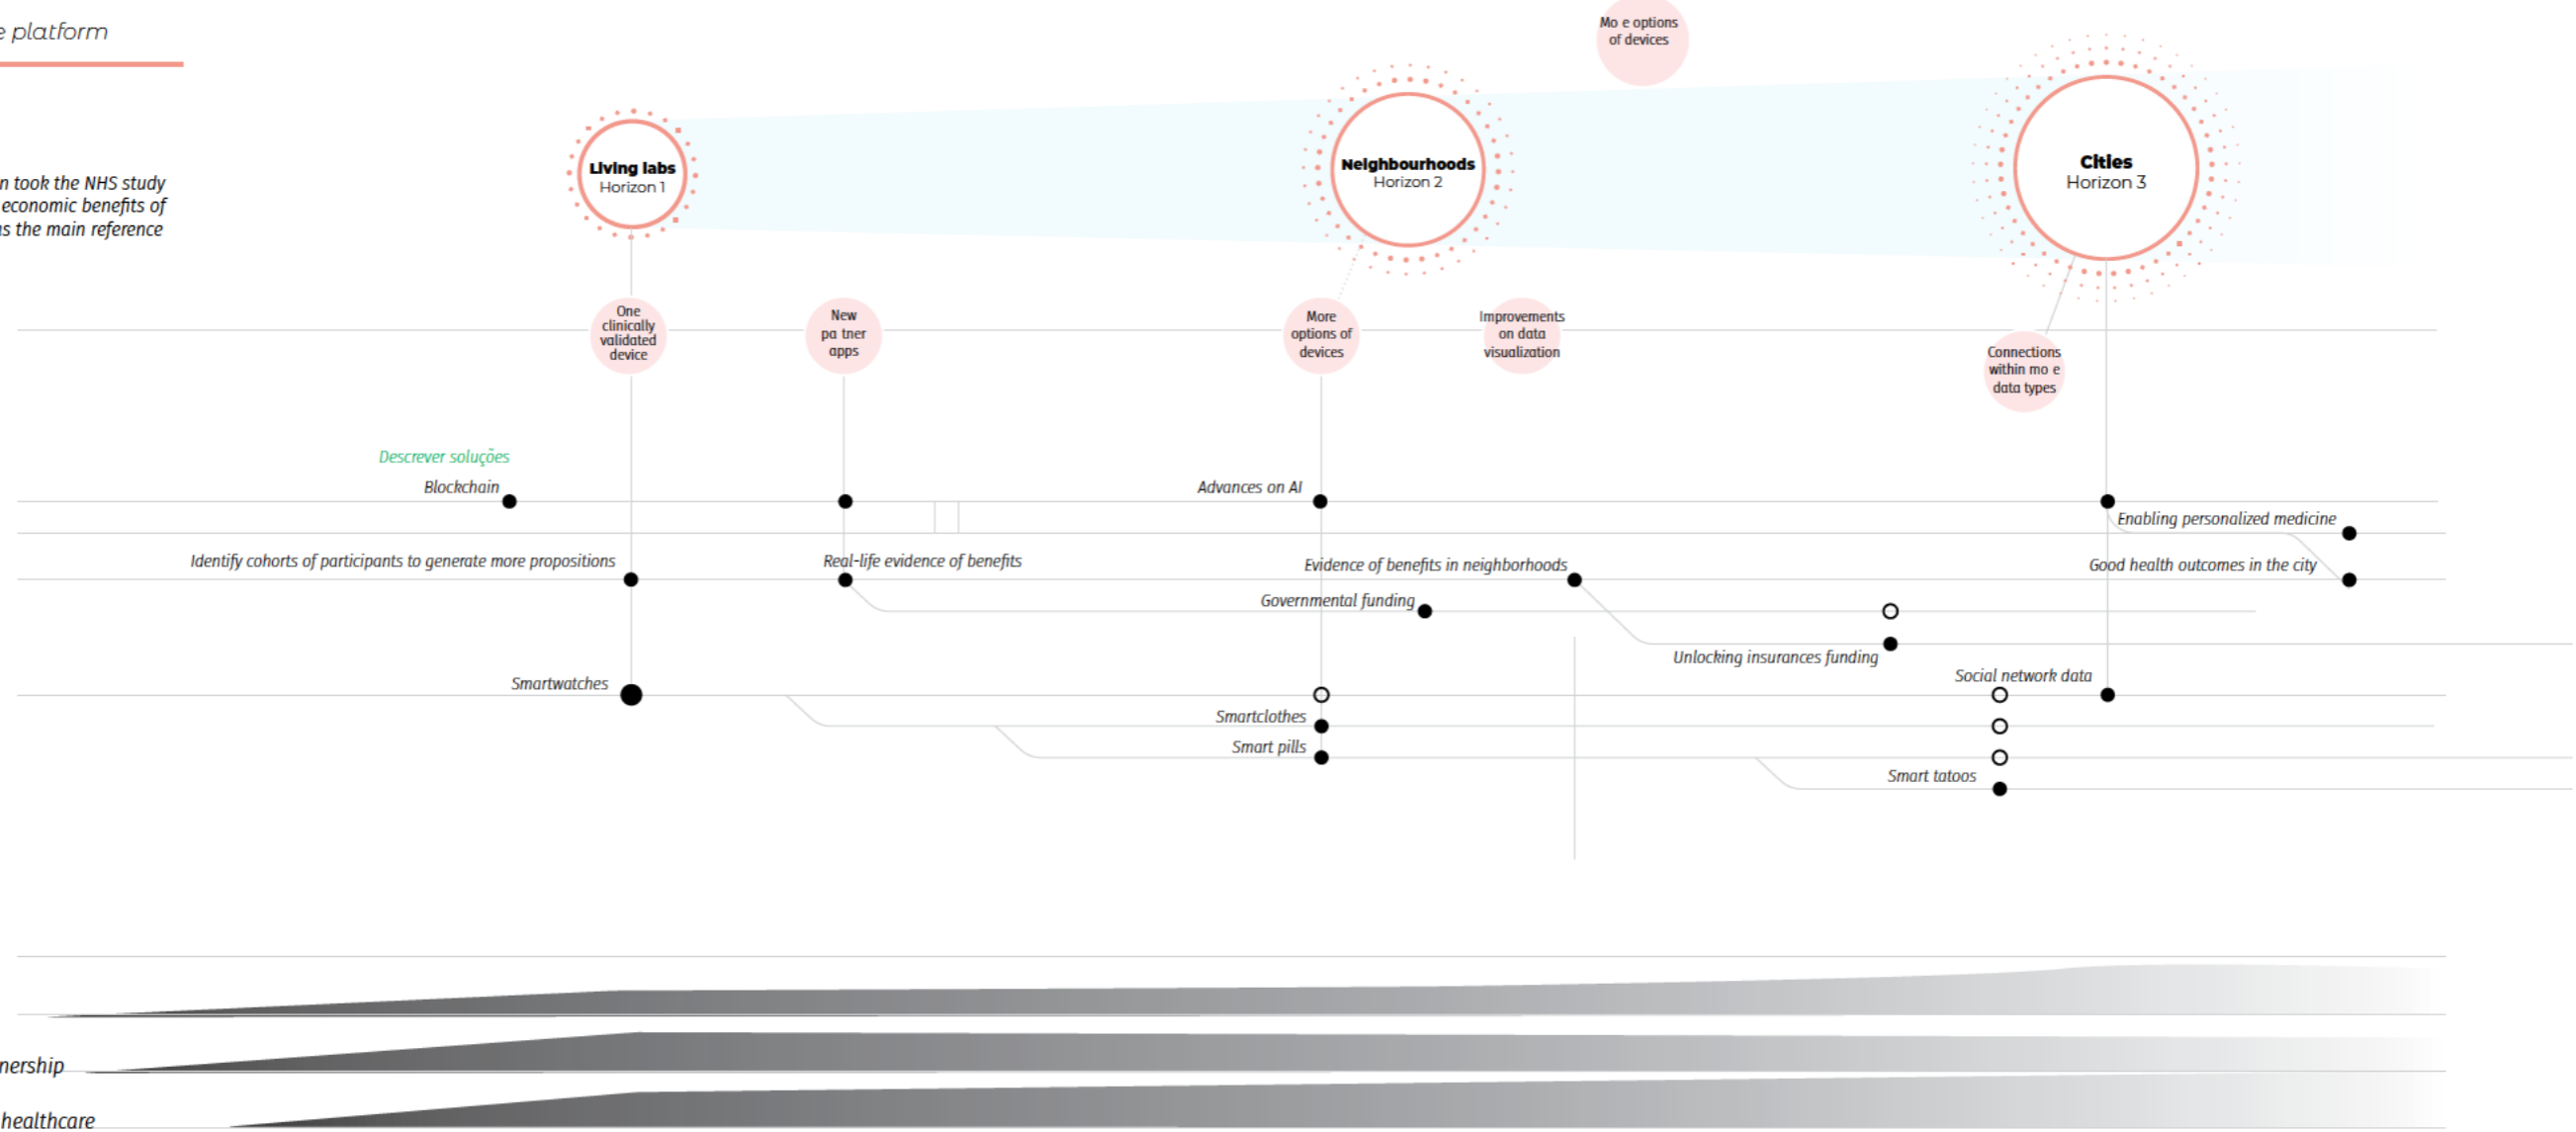 e platform
Mo e options
of devices
Living labs
Horizon 1
Neighbourhoods
Horizon 2
Cities
Horizon 3
n took the NHS study
economic benefits of
as the main reference
One
clinically
validated
device
New
pa tner
apps
More
options of
devices
Improvements
on data
visualization
Connections
within mo e
data types
Descrever soluções
Blockchain
Advances on AI
Enabling personalized medicine
Identify cohorts of participants to generate more propositions
Real-life evidence of benefits
Evidence of benefits in neighborhoods
Good health outcomes in the city
Governmental funding
Unlocking insurances funding
Smartwatches
Social network data
Smartclothes
Smart pills
Smart tatoos
nership
healthcare